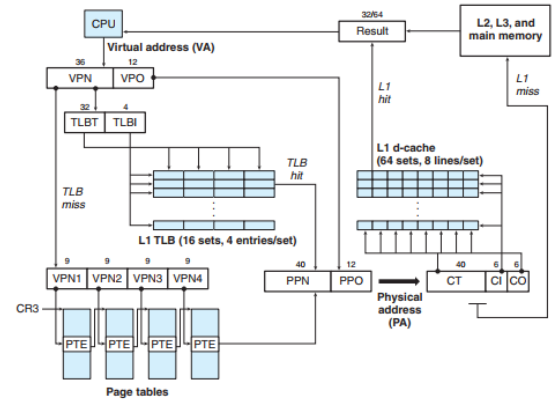 CPU
Virtual address (VA)
36
12
VPN
VPO
32
4
TLBT
TLBI
TLB
miss
TLB
hit
L1 TLB (16 sets, 4 entries/set)
32/64
Result
L2, L3, and
main memory
L1
hit
L1
miss
L1 d-cache
(64 sets, 8 lines/set)
9
9
9
9
VPN1
VPN2
VPN3
VPN4
CR3
PTE
PTE
PTE
PTE
Page tables
40
12
PPN
PPO
Physical
address
(PA)
40
6
6
CT
CI
CO